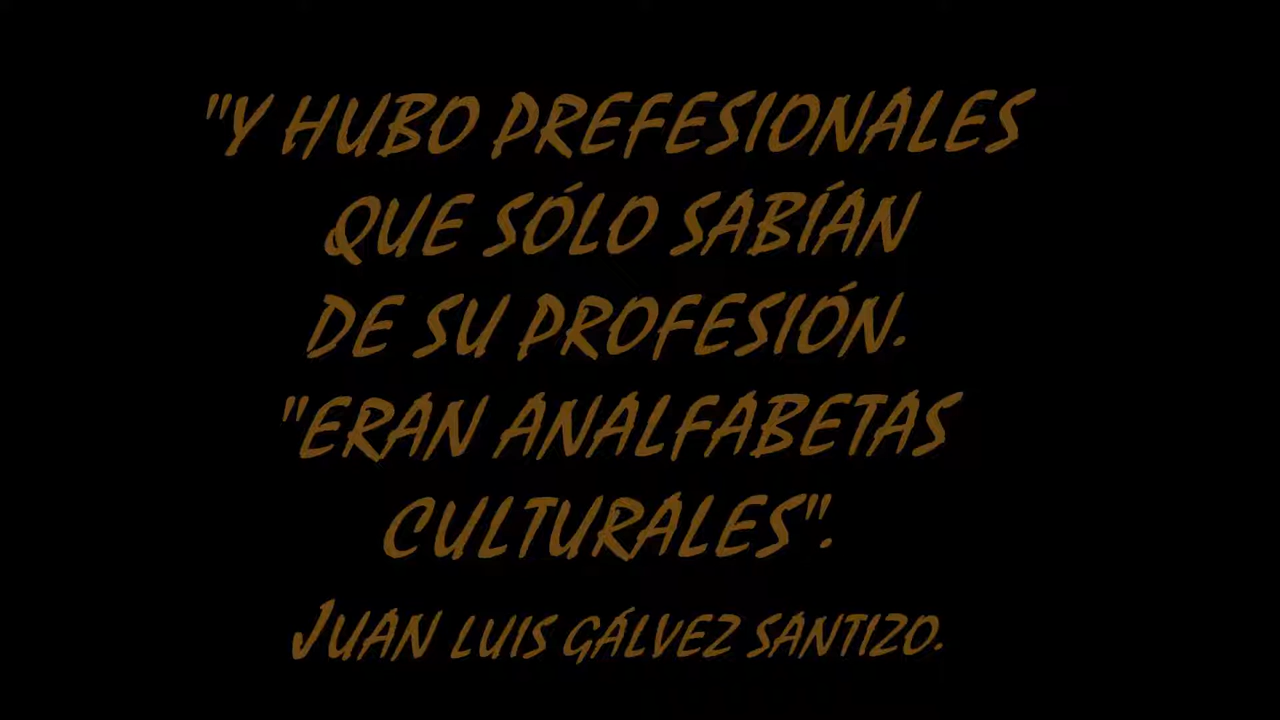 "Y HUBO PREFESIONALES
QUE SÓLO SABÍAN
DE SU PROFESIÓN.
"ERAN ANALFABETAS
CULTURALES".
JUAN LUIS GÁLVEZ SANTIZO.